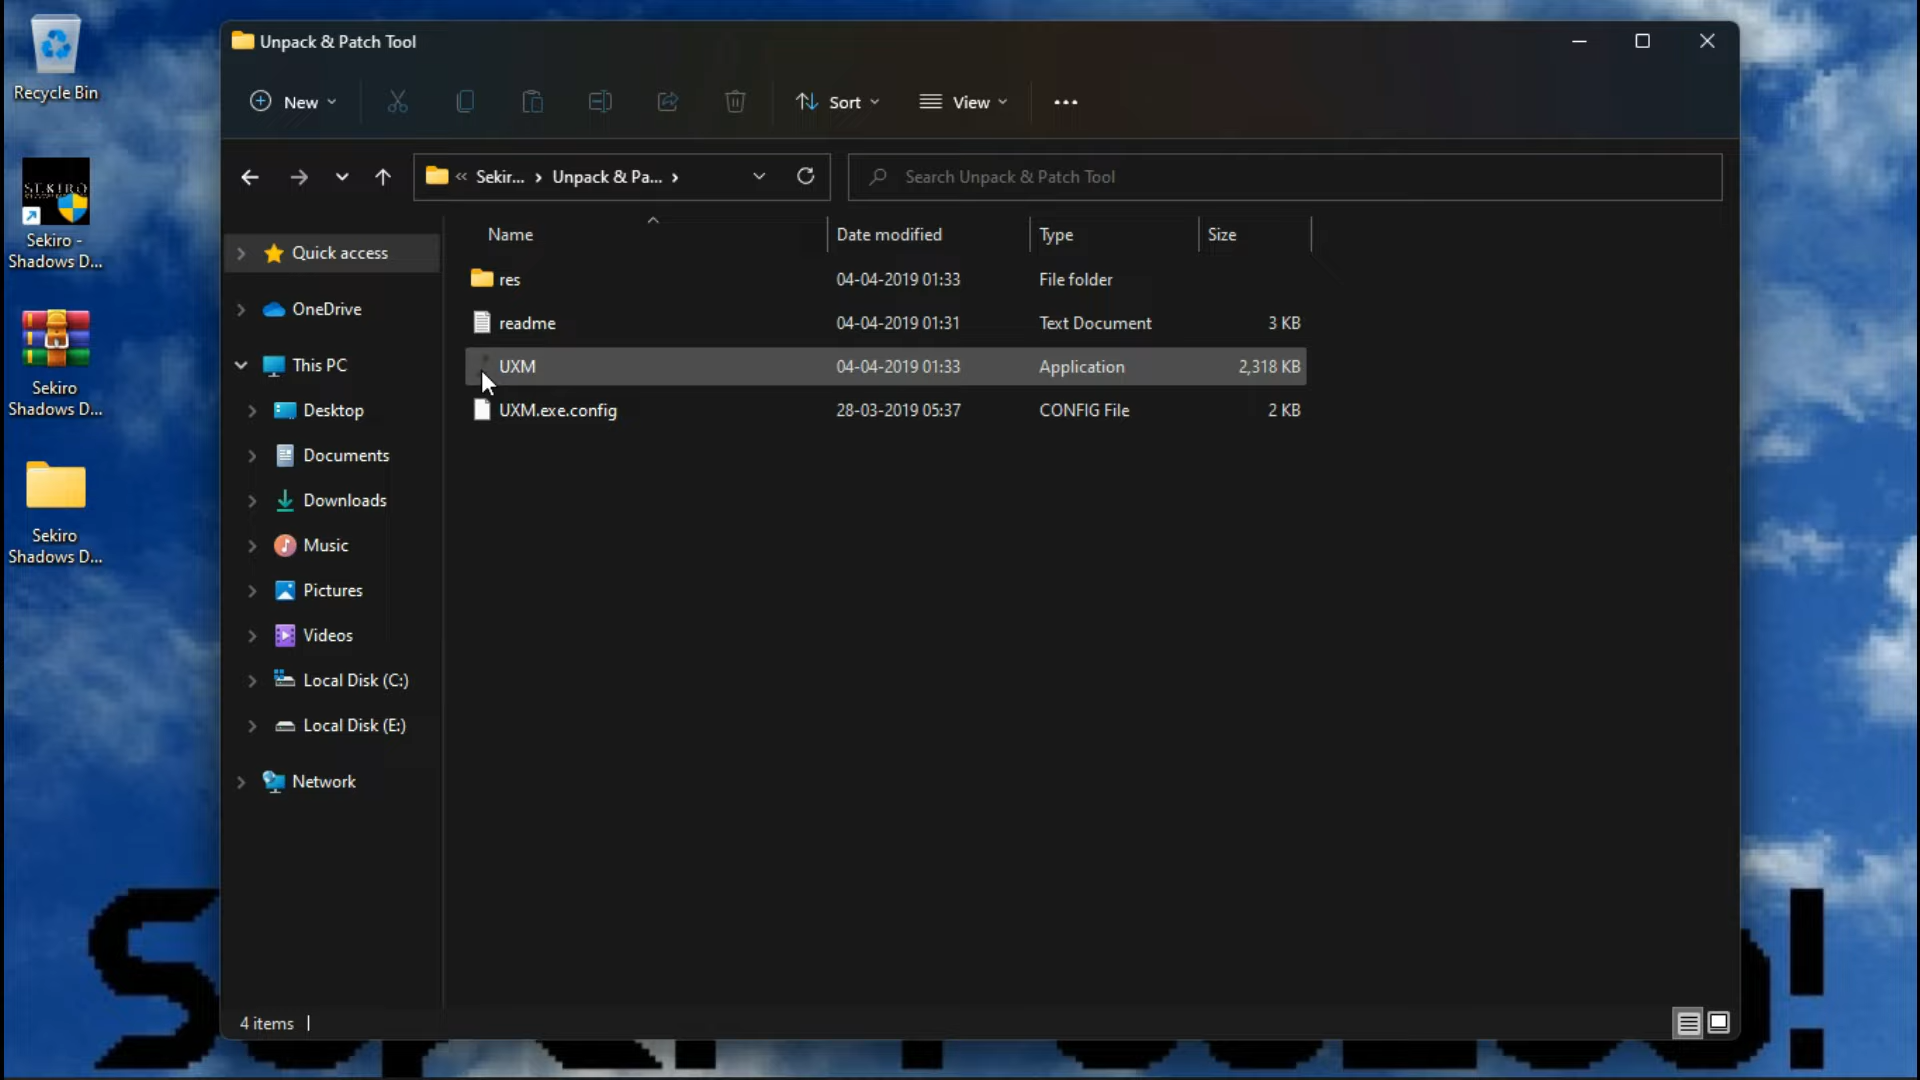 Recycle Bin
SEKIRO
Sekiro -
Shadows D...
Sekiro
Shadows D...
Sekiro
Shadows D...
Unpack & Patch Tool
New
Sort
View
« Sekir... › Unpack & Pa... ›
Search Unpack & Patch Tool
Name Date modified Type Size
res 04-04-2019 01:33 File folder
readme 04-04-2019 01:31 Text Document 3 KB
UXM 04-04-2019 01:33 Application 2,318 KB
UXM.exe.config 28-03-2019 05:37 CONFIG File 2 KB
Quick access
OneDrive
This PC
Desktop
Documents
Downloads
Music
Pictures
Videos
Local Disk (C:)
Local Disk (E:)
Network
4 items